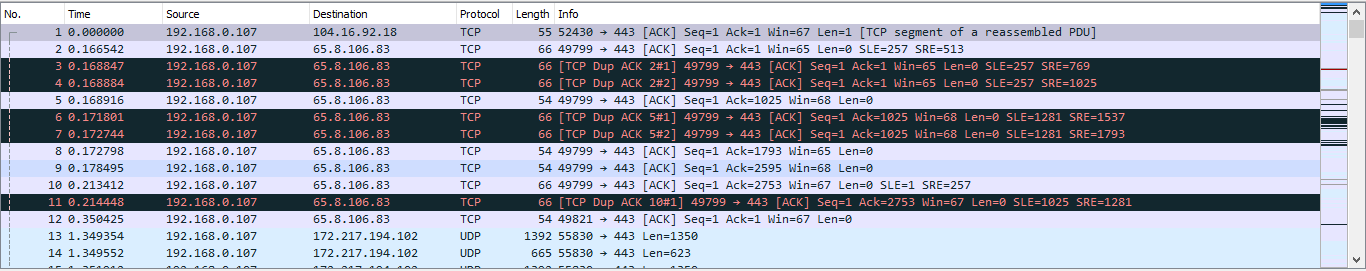 No. Time Source Destination Protocol Length Info
1 0.000000 192.168.0.107 104.16.92.18 TCP 55 52430 → 443 [ACK] Seq=1 Ack=1 Win=67 Len=1 [TCP segment of a reassembled PDU]
2 0.166542 192.168.0.107 65.8.106.83 TCP 66 49799 → 443 [ACK] Seq=1 Ack=1 Win=65 Len=0 SLE=257 SRE=513
3 0.168847 192.168.0.107 65.8.106.83 TCP 66 [TCP Dup ACK 2#1] 49799 → 443 [ACK] Seq=1 Ack=1 Win=65 Len=0 SLE=257 SRE=769
4 0.168884 192.168.0.107 65.8.106.83 TCP 66 [TCP Dup ACK 2#2] 49799 → 443 [ACK] Seq=1 Ack=1 Win=65 Len=0 SLE=257 SRE=1025
5 0.168916 192.168.0.107 65.8.106.83 TCP 54 49799 → 443 [ACK] Seq=1 Ack=1025 Win=68 Len=0
6 0.171801 192.168.0.107 65.8.106.83 TCP 66 [TCP Dup ACK 5#1] 49799 → 443 [ACK] Seq=1 Ack=1025 Win=68 Len=0 SLE=1281 SRE=1537
7 0.172744 192.168.0.107 65.8.106.83 TCP 66 [TCP Dup ACK 5#2] 49799 → 443 [ACK] Seq=1 Ack=1025 Win=68 Len=0 SLE=1281 SRE=1793
8 0.172798 192.168.0.107 65.8.106.83 TCP 54 49799 → 443 [ACK] Seq=1 Ack=1793 Win=65 Len=0
9 0.178495 192.168.0.107 65.8.106.83 TCP 54 49799 → 443 [ACK] Seq=1 Ack=2595 Win=68 Len=0
10 0.213412 192.168.0.107 65.8.106.83 TCP 66 49799 → 443 [ACK] Seq=1 Ack=2753 Win=67 Len=0 SLE=1 SRE=257
11 0.214448 192.168.0.107 65.8.106.83 TCP 66 [TCP Dup ACK 10#1] 49799 → 443 [ACK] Seq=1 Ack=2753 Win=67 Len=0 SLE=1025 SRE=1281
12 0.350425 192.168.0.107 65.8.106.83 TCP 54 49821 → 443 [ACK] Seq=1 Ack=1 Win=67 Len=0
13 1.349354 192.168.0.107 172.217.194.102 UDP 1392 55830 → 443 Len=1350
14 1.349552 192.168.0.107 172.217.194.102 UDP 665 55830 → 443 Len=623